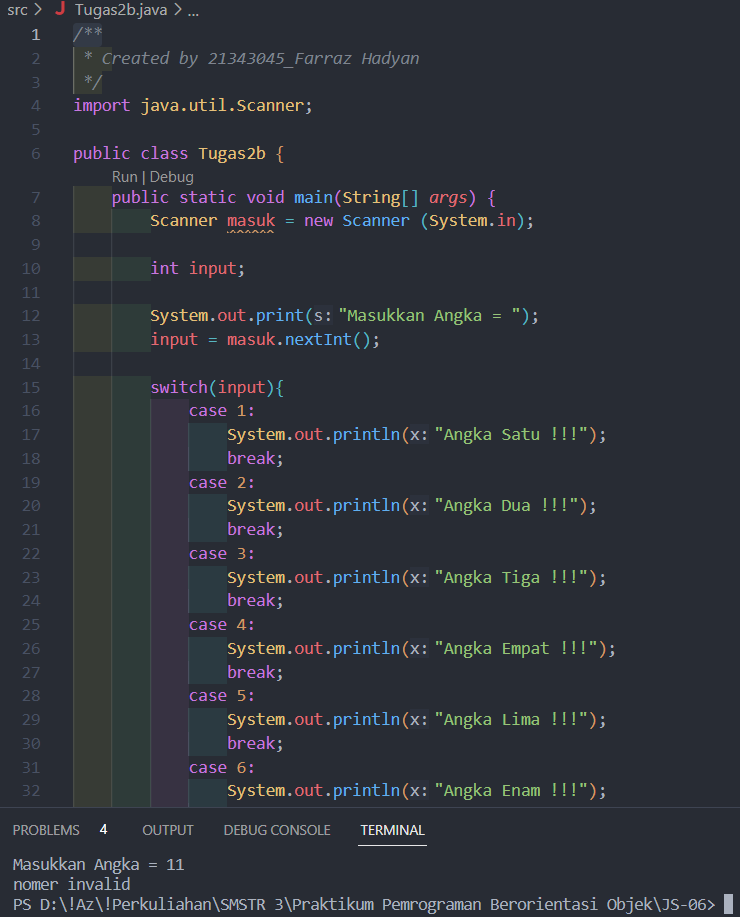 src > J Tugas2b.java > ...
1 /**
2 * Created by 21343045_Farraz Hadyan
3 */
4 import java.util.Scanner;
5
6 public class Tugas2b {
Run | Debug
7 public static void main(String[] args) {
8 Scanner masuk = new Scanner (System.in);
9
10 int input;
11
12 System.out.print(s: "Masukkan Angka = ");
13 input = masuk.nextInt();
14
15 switch(input){
16 case 1:
17 System.out.println(x: "Angka Satu !!!");
18 break;
19 case 2:
20 System.out.println(x: "Angka Dua !!!");
21 break;
22 case 3:
23 System.out.println(x: "Angka Tiga !!!");
24 break;
25 case 4:
26 System.out.println(x: "Angka Empat !!!");
27 break;
28 case 5:
29 System.out.println(x: "Angka Lima !!!");
30 break;
31 case 6:
32 System.out.println(x: "Angka Enam !!!");
PROBLEMS 4 OUTPUT DEBUG CONSOLE TERMINAL
Masukkan Angka = 11
nomer invalid
PS D:\!Az\!Perkuliahan\SMSTR 3\Praktikum Pemrograman Berorientasi Objek\JS-06>